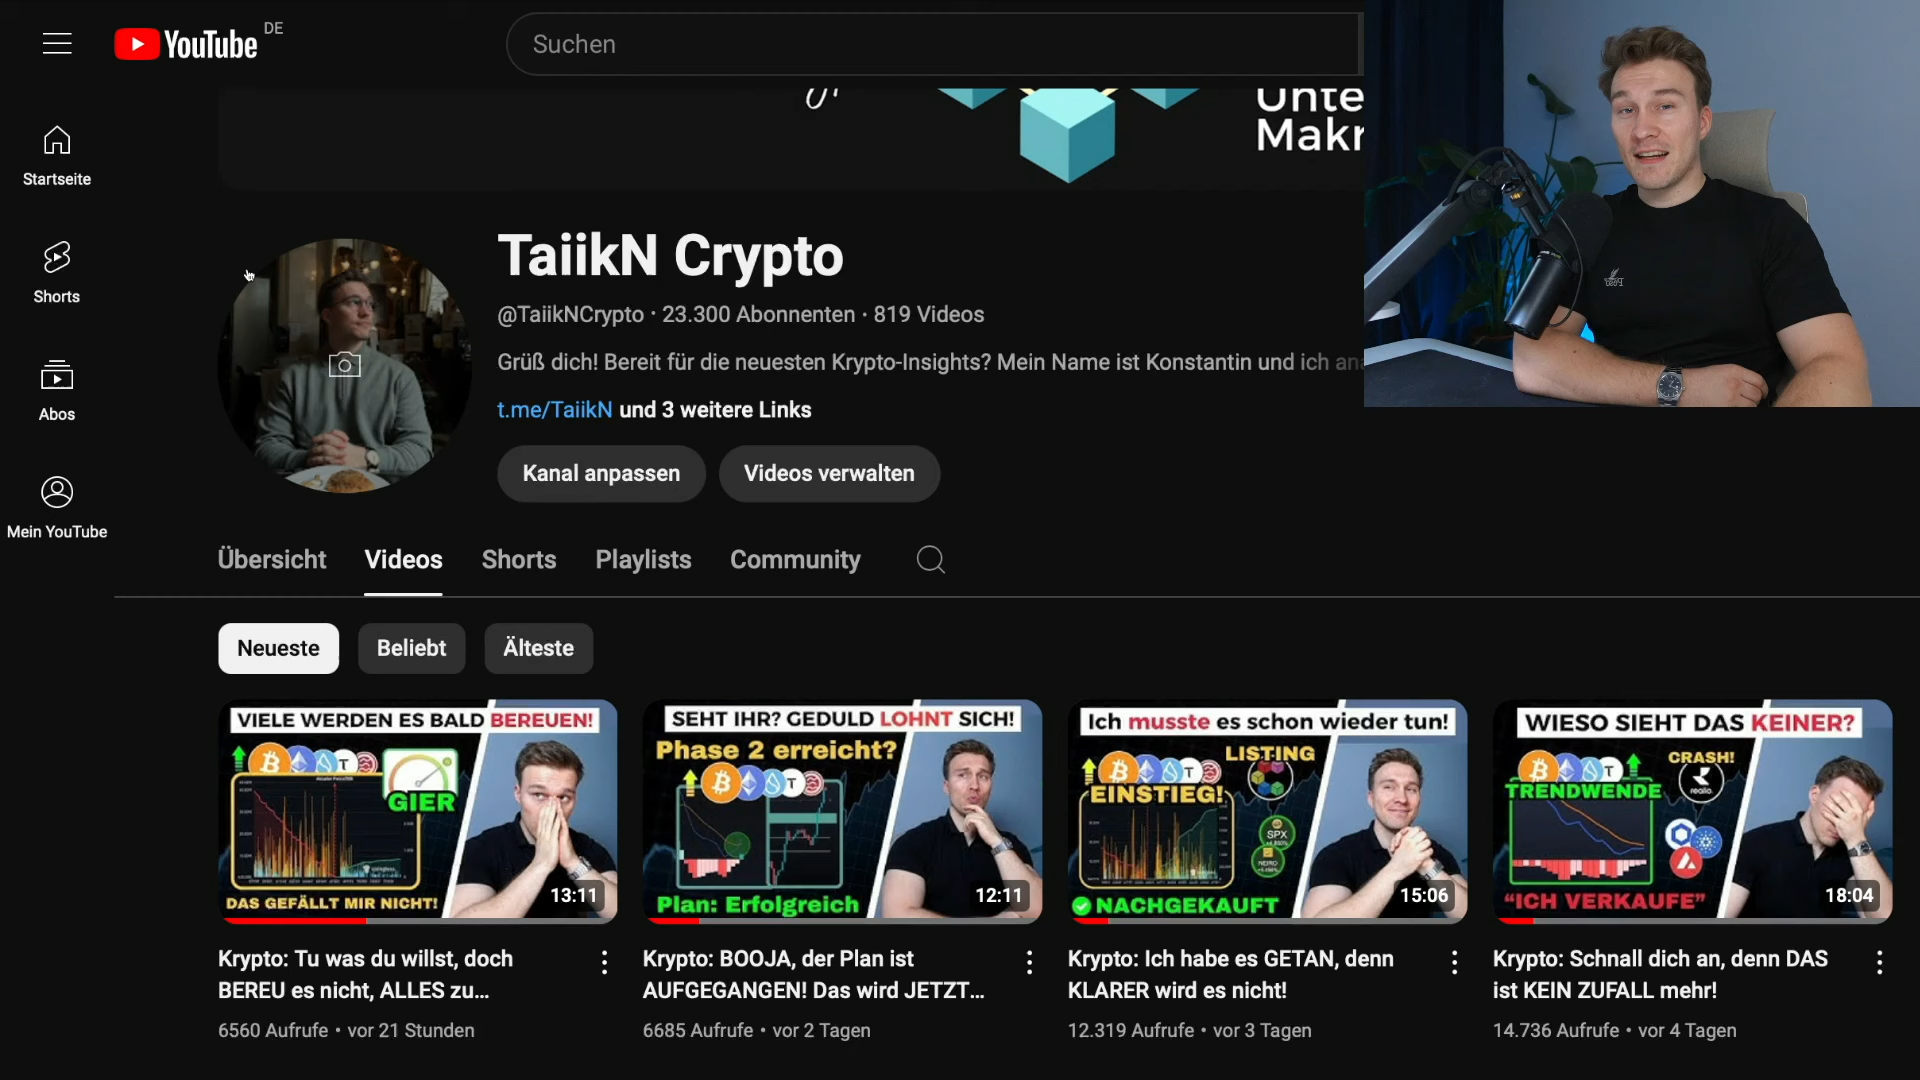 YouTube DE
Suchen
Unte
Makr
Startseite
Shorts
Abos
Mein YouTube
TaiikN Crypto
@TaiikNCrypto · 23.300 Abonnenten · 819 Videos
Grüß dich! Bereit für die neuesten Krypto-Insights? Mein Name ist Konstantin und ich an
t.me/TaiikN und 3 weitere Links
Kanal anpassen
Videos verwalten
Übersicht
Videos
Shorts
Playlists
Community
Neueste
Beliebt
Älteste
VIELE WERDEN ES BALD BEREUEN!
GIER
DAS GEFÄLLT MIR NICHT!
13:11
Krypto: Tu was du willst, doch
BEREU es nicht, ALLES zu...
6560 Aufrufe • vor 21 Stunden
SEHT IHR? GEDULD LOHNT SICH!
Phase 2 erreicht?
Plan: Erfolgreich
12:11
Krypto: BOOJA, der Plan ist
AUFGEGANGEN! Das wird JETZT...
6685 Aufrufe • vor 2 Tagen
Ich musste es schon wieder tun!
LISTING
EINSTIEG!
SPX
NEIRO
NACHGEKAUFT
15:06
Krypto: Ich habe es GETAN, denn
KLARER wird es nicht!
12.319 Aufrufe • vor 3 Tagen
WIESO SIEHT DAS KEINER?
CRASH!
realio.
TRENDWENDE
"ICH VERKAUFE"
18:04
Krypto: Schnall dich an, denn DAS
ist KEIN ZUFALL mehr!
14.736 Aufrufe • vor 4 Tagen